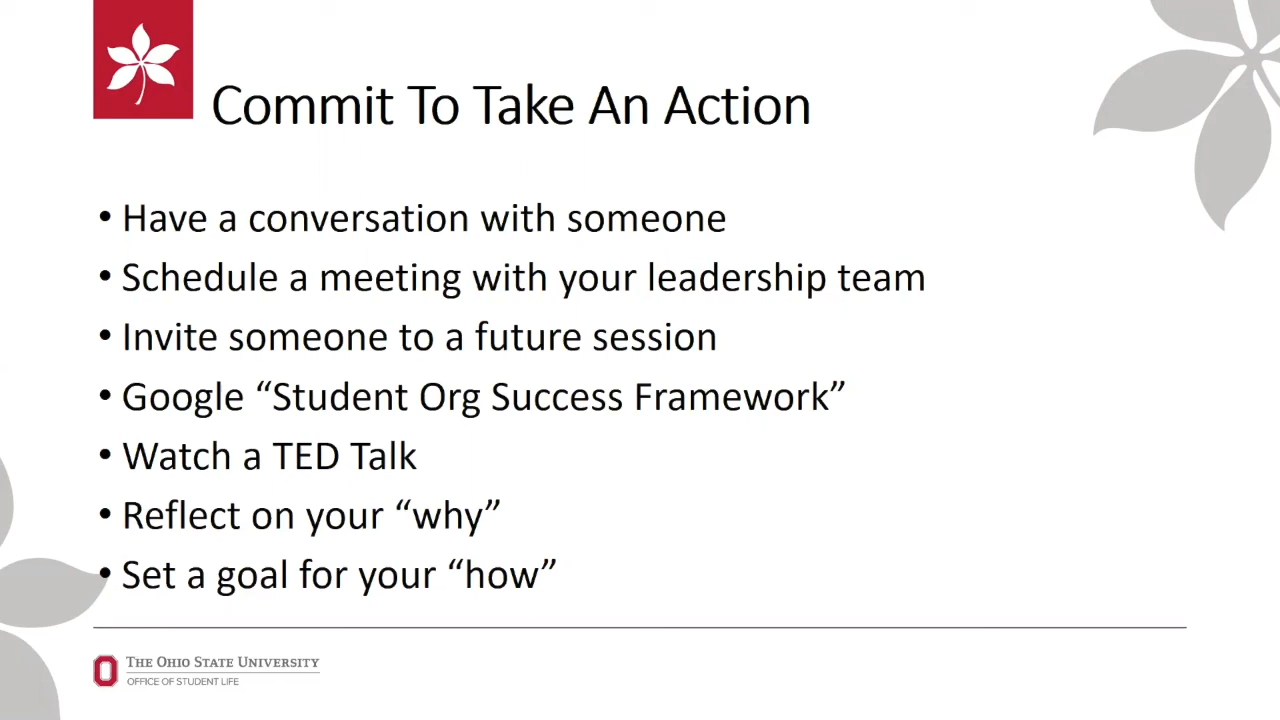 Commit To Take An Action
• Have a conversation with someone
• Schedule a meeting with your leadership team
• Invite someone to a future session
• Google “Student Org Success Framework”
• Watch a TED Talk
• Reflect on your “why”
• Set a goal for your “how”
THE OHIO STATE UNIVERSITY
OFFICE OF STUDENT LIFE